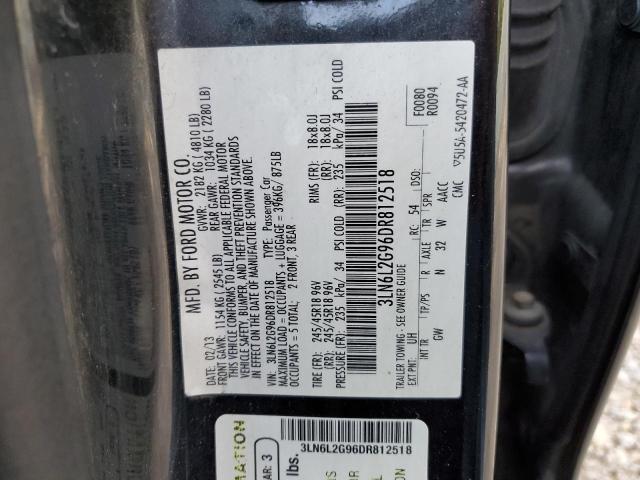 MFD. BY FORD MOTOR CO.
DATE: 02/13 GVWR: 2182 KG ( 4810 LB)
FRONT GAWR: 1154 KG ( 2545 LB) REAR GAWR: 1034 KG ( 2280 LB)
THIS VEHICLE CONFORMS TO ALL APPLICABLE FEDERAL MOTOR
VEHICLE SAFETY, BUMPER, AND THEFT PREVENTION STANDARDS
IN EFFECT ON THE DATE OF MANUFACTURE SHOWN ABOVE.
VIN: 3LN6L2G96DR812518 TYPE: Passenger Car
MAXIMUM LOAD = OCCUPANTS + LUGGAGE = 396KG/ 875LB
OCCUPANTS = 5 TOTAL, 2 FRONT, 3 REAR
TIRE (FR): 245/45R18 96V RIMS (FR): 18x8.0J
(RR): 245/45R18 96V (RR): 18x8.0J
PRESSURE (FR): 235 kPa/ 34 PSI COLD (RR): 235 kPa/ 34 PSI COLD
3LN6L2G96DR812518
F0080
R0094
TRAILER TOWING - SEE OWNER GUIDE
EXT PNT: UH RC: 54 DSO:
INT TR TP/PS R AXLE TR SPR
GW N 32 W AACC
CMC
▽5U5A-5420472-AA
3LN6L2G96DR812518
MATION
AR: 3
lbs.